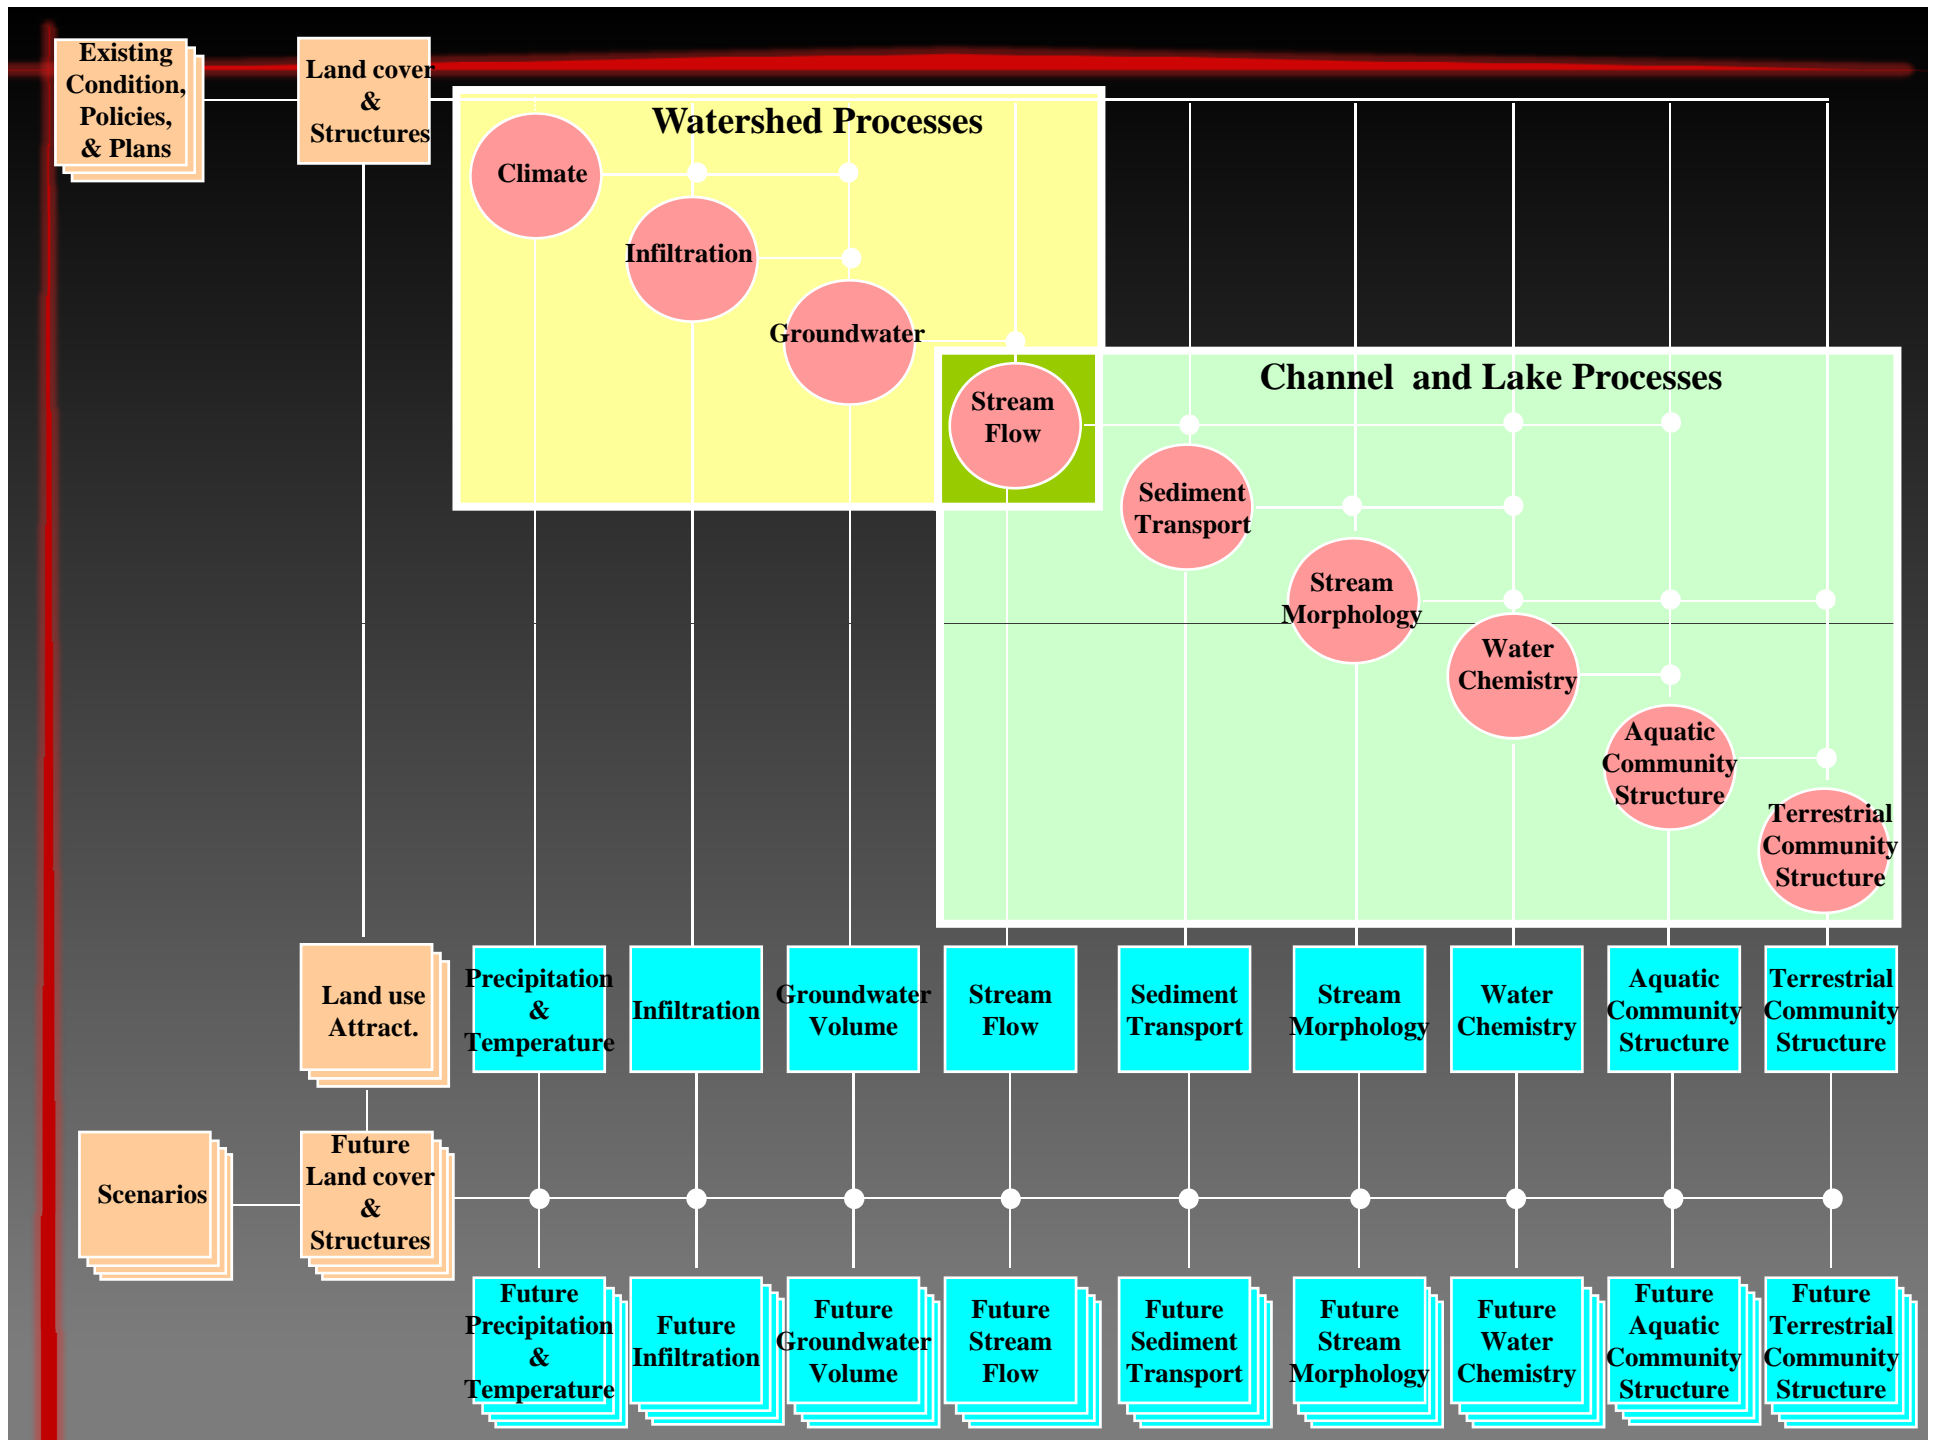 Existing
Condition,
Policies,
& Plans
Land cover
&
Structures
Watershed Processes
Climate
Infiltration
Groundwater
Stream
Flow
Channel and Lake Processes
Sediment
Transport
Stream
Morphology
Water
Chemistry
Aquatic
Community
Structure
Terrestrial
Community
Structure
Land use
Attract.
Precipitation
&
Temperature
Infiltration
Groundwater
Volume
Stream
Flow
Sediment
Transport
Stream
Morphology
Water
Chemistry
Aquatic
Community
Structure
Terrestrial
Community
Structure
Scenarios
Future
Land cover
&
Structures
Future
Precipitation
&
Temperature
Future
Infiltration
Future
Groundwater
Volume
Future
Stream
Flow
Future
Sediment
Transport
Future
Stream
Morphology
Future
Water
Chemistry
Future
Aquatic
Community
Structure
Future
Terrestrial
Community
Structure